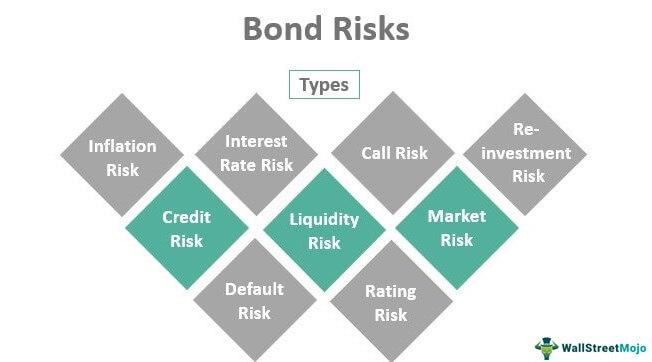 Bond Risks
Types
Inflation
Risk
Interest
Rate Risk
Call Risk
Re-
investment
Risk
Credit
Risk
Liquidity
Risk
Market
Risk
Default
Risk
Rating
Risk
WallStreetMojo